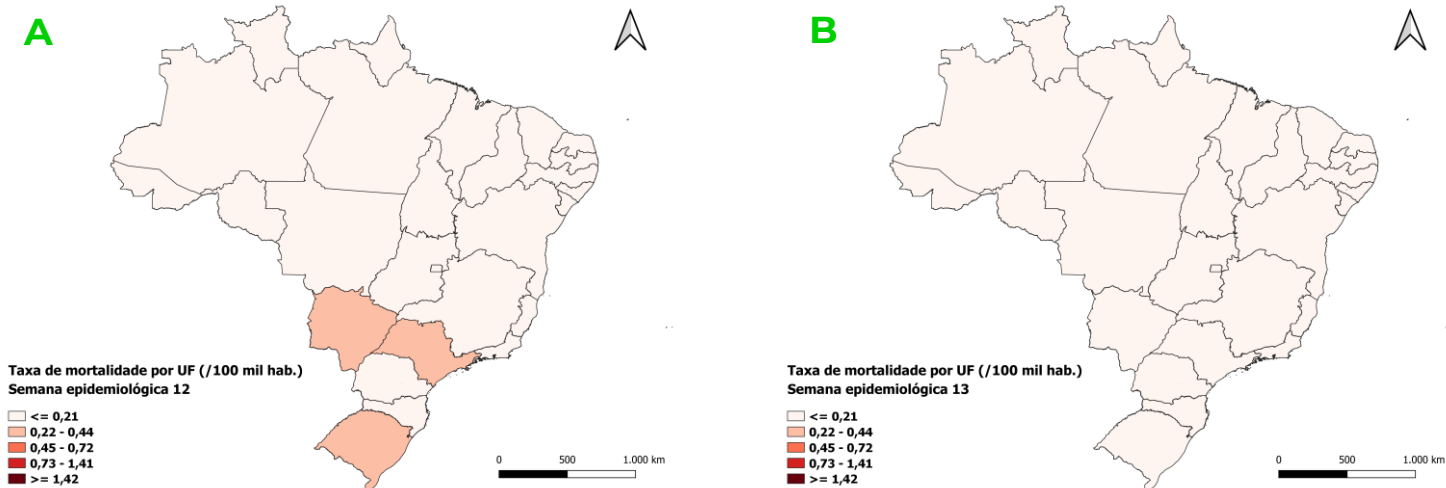 A
Taxa de mortalidade por UF (/100 mil hab.)
Semana epidemiológica 12
<= 0,21
0,22 - 0,44
0,45 - 0,72
0,73 - 1,41
>= 1,42
0 500 1.000 km
B
Taxa de mortalidade por UF (/100 mil hab.)
Semana epidemiológica 13
<= 0,21
0,22 - 0,44
0,45 - 0,72
0,73 - 1,41
>= 1,42
0 500 1.000 km